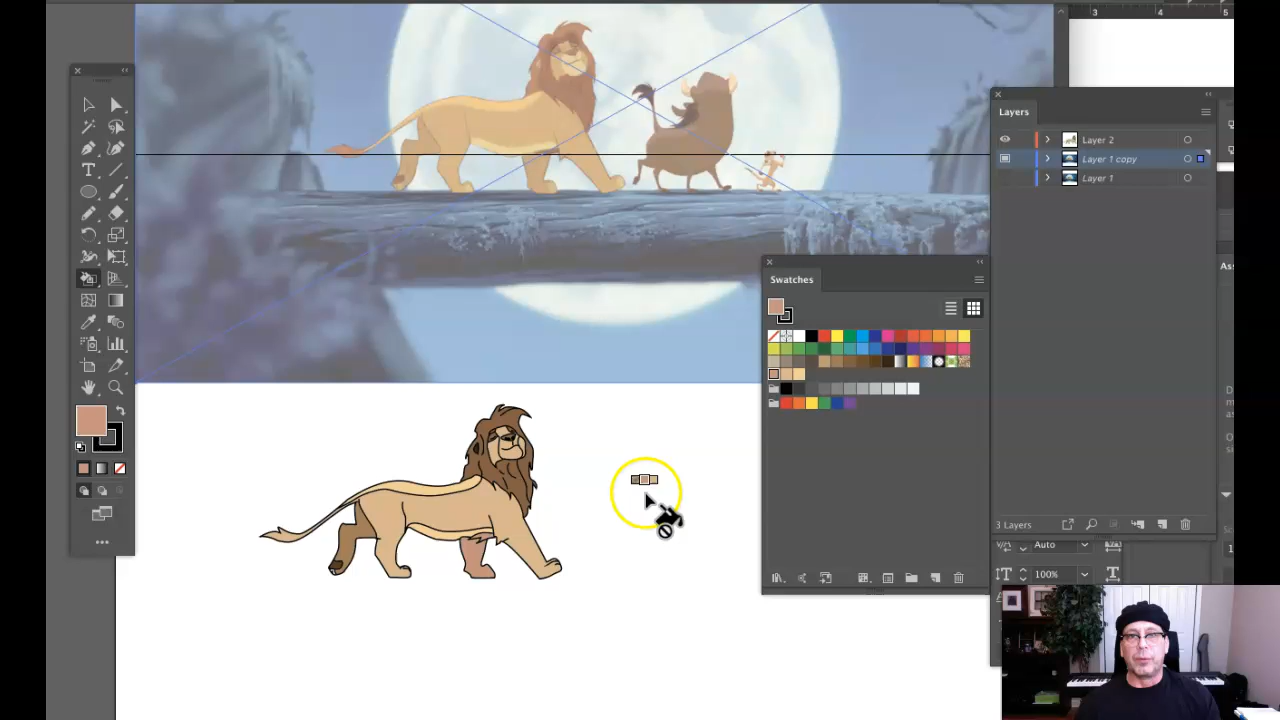 3 4 5
Layers
Layer 2
Layer 1 copy
Layer 1
Swatches
3 Layers
Auto
100%